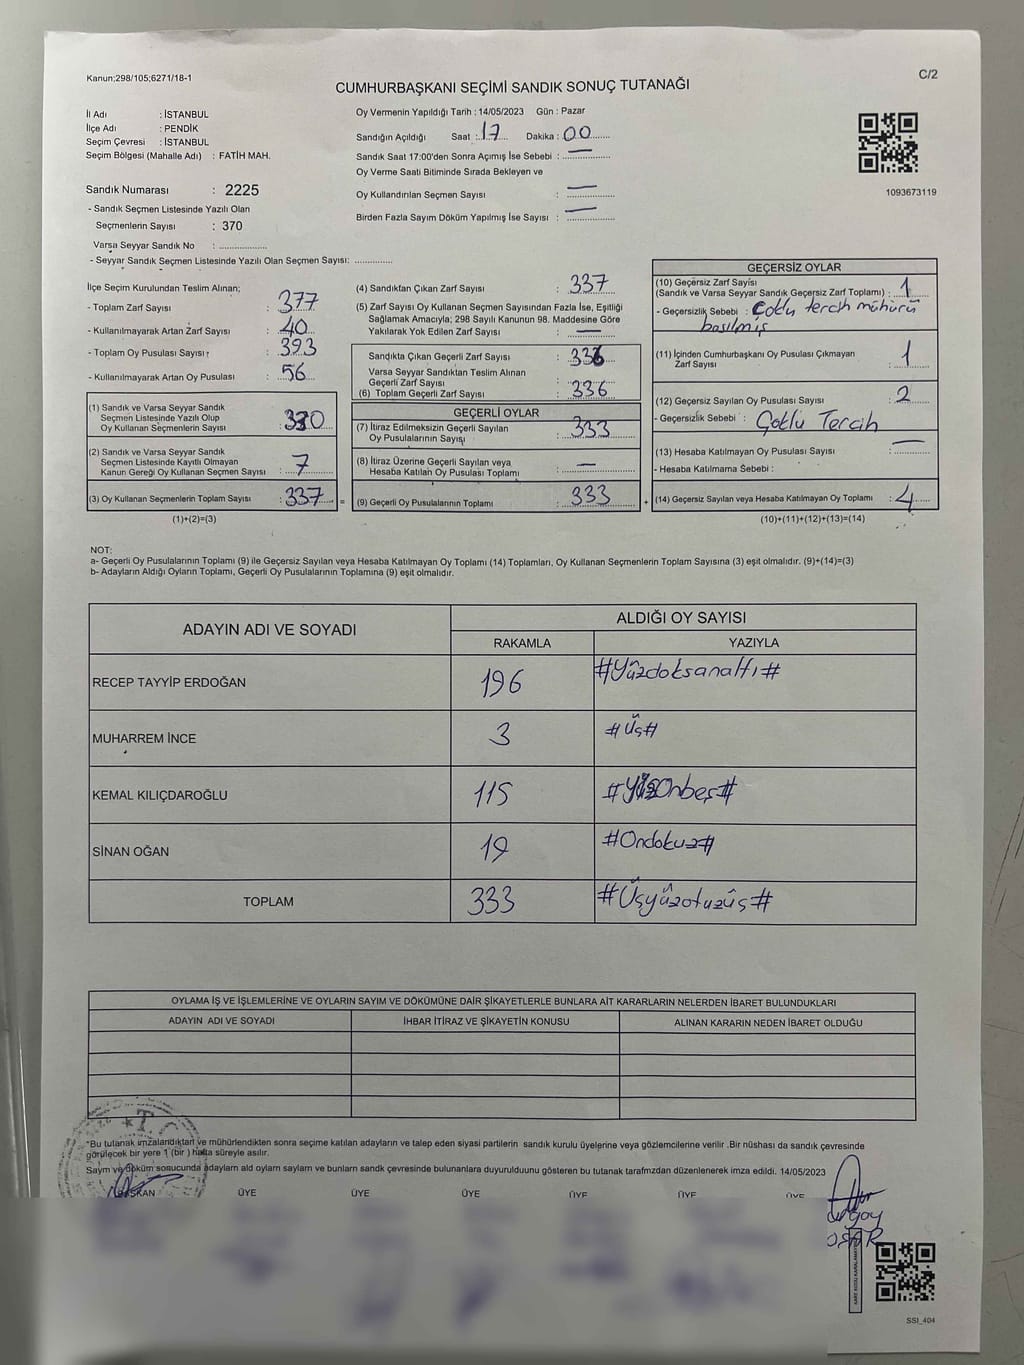 Kanun;298/105;6271/18-1
C/2
CUMHURBAŞKANI SEÇİMİ SANDIK SONUÇ TUTANAĞI
İl Adı : İSTANBUL
İlçe Adı : PENDİK
Seçim Çevresi : İSTANBUL
Seçim Bölgesi (Mahalle Adı) : FATİH MAH.
Sandık Numarası : 2225
- Sandık Seçmen Listesinde Yazılı Olan
Seçmenlerin Sayısı : 370
Varsa Seyyar Sandık No : ..................
- Seyyar Sandık Seçmen Listesinde Yazılı Olan Seçmen Sayısı: ..............
Oy Vermenin Yapıldığı Tarih : 14/05/2023 Gün : Pazar
Sandığın Açıldığı Saat : 17 Dakika : 00
Sandık Saat 17:00'den Sonra Açımış İse Sebebi : —
Oy Verme Saati Bitiminde Sırada Bekleyen ve
Oy Kullandırılan Seçmen Sayısı : —
Birden Fazla Sayım Döküm Yapılmış İse Sayısı : —
1093673119
İlçe Seçim Kurulundan Teslim Alınan;
- Toplam Zarf Sayısı : 377
- Kullanılmayarak Artan Zarf Sayısı : 40
- Toplam Oy Pusulası Sayısı : 393
- Kullanılmayarak Artan Oy Pusulası : 56
(1) Sandık ve Varsa Seyyar Sandık
Seçmen Listesinde Yazılı Olup
Oy Kullanan Seçmenlerin Sayısı : 330
(2) Sandık ve Varsa Seyyar Sandık
Seçmen Listesinde Kayıtlı Olmayan
Kanun Gereği Oy Kullanan Seçmen Sayısı : 7
(3) Oy Kullanan Seçmenlerin Toplam Sayısı : 337 =
(1)+(2)=(3)
(4) Sandıktan Çıkan Zarf Sayısı : 337
(5) Zarf Sayısı Oy Kullanan Seçmen Sayısından Fazla İse, Eşitliği
Sağlamak Amacıyla; 298 Sayılı Kanunun 98. Maddesine Göre
Yakılarak Yok Edilen Zarf Sayısı : —
Sandıkta Çıkan Geçerli Zarf Sayısı : 336
Varsa Seyyar Sandıktan Teslim Alınan
Geçerli Zarf Sayısı :
(6) Toplam Geçerli Zarf Sayısı : 336
GEÇERLİ OYLAR
(7) İtiraz Edilmeksizin Geçerli Sayılan
Oy Pusulalarının Sayısı : 333
(8) İtiraz Üzerine Geçerli Sayılan veya
Hesaba Katılan Oy Pusulası Toplamı : —
(9) Geçerli Oy Pusulalarının Toplamı : 333 +
GEÇERSİZ OYLAR
(10) Geçersiz Zarf Sayısı
(Sandık ve Varsa Seyyar Sandık Geçersiz Zarf Toplamı) : 1
- Geçersizlik Sebebi : Çoklu tercih mühürü
basılmış
(11) İçinden Cumhurbaşkanı Oy Pusulası Çıkmayan
Zarf Sayısı : 1
(12) Geçersiz Sayılan Oy Pusulası Sayısı : 2
- Geçersizlik Sebebi : Çoklu Tercih
(13) Hesaba Katılmayan Oy Pusulası Sayısı : —
- Hesaba Katılmama Sebebi :
(14) Geçersiz Sayılan veya Hesaba Katılmayan Oy Toplamı : 4
(10)+(11)+(12)+(13)=(14)
NOT:
a- Geçerli Oy Pusulalarının Toplamı (9) ile Geçersiz Sayılan veya Hesaba Katılmayan Oy Toplamı (14) Toplamları, Oy Kullanan Seçmenlerin Toplam Sayısına (3) eşit olmalıdır. (9)+(14)=(3)
b- Adayların Aldığı Oyların Toplamı, Geçerli Oy Pusulalarının Toplamına (9) eşit olmalıdır.
ADAYIN ADI VE SOYADI
ALDIĞI OY SAYISI
RAKAMLA YAZIYLA
RECEP TAYYİP ERDOĞAN 196 #Yüzdoksanaltı#
MUHARREM İNCE 3 #Üç#
KEMAL KILIÇDAROĞLU 115 #YüzOnbeş#
SİNAN OĞAN 19 #Ondokuz#
TOPLAM 333 #Üçyüzotuzüç#
OYLAMA İŞ VE İŞLEMLERİNE VE OYLARIN SAYIM VE DÖKÜMÜNE DAİR ŞİKAYETLERLE BUNLARA AİT KARARLARIN NELERDEN İBARET BULUNDUKLARI
ADAYIN ADI VE SOYADI İHBAR İTİRAZ VE ŞİKAYETİN KONUSU ALINAN KARARIN NEDEN İBARET OLDUĞU
T.C.
*Bu tutanak imzalandıktan ve mühürlendikten sonra seçime katılan adayların ve talep eden siyasi partilerin sandık kurulu üyelerine veya gözlemcilerine verilir .Bir nüshası da sandık çevresinde
görülecek bir yere 1 (bir ) hafta süreyle asılır.
Sayım ve döküm sonucunda adayların ald oyların sayların ve bunların sandık çevresinde bulunanlara duyurulduunu gösteren bu tutanak tarafmzdan düzenlenerek imza edildi. 14/05/2023
BAŞKAN ÜYE ÜYE ÜYE ÜYE ÜYE ÜYE
SSI_404